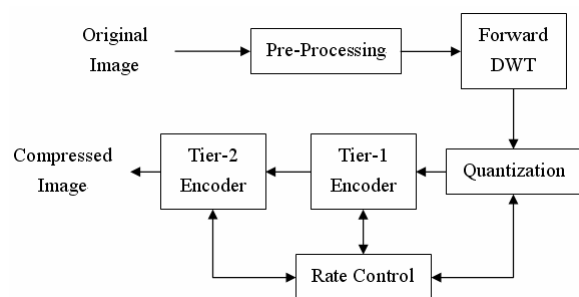 Original
Image
Pre-Processing
Forward
DWT
Compressed
Image
Tier-2
Encoder
Tier-1
Encoder
Quantization
Rate Control